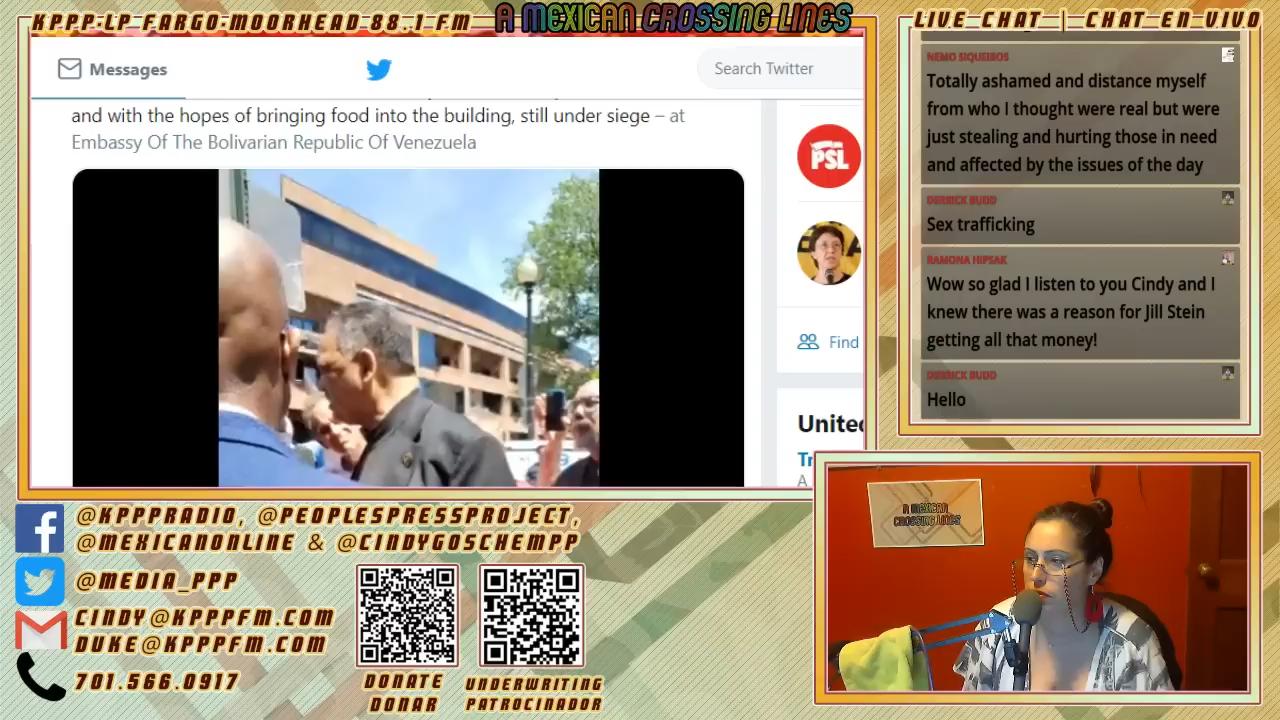 KPPP-LP FARGO-MOORHEAD 88.1 FM
A MEXICAN CROSSING LINES
LIVE CHAT | CHAT EN VIVO
Messages
Search Twitter
and with the hopes of bringing food into the building, still under siege – at
Embassy Of The Bolivarian Republic Of Venezuela
PSL
Find
United
Tr
A
NEMO SIQUEIROS
Totally ashamed and distance myself
from who I thought were real but were
just stealing and hurting those in need
and affected by the issues of the day
DERRICK BUDD
Sex trafficking
RAMONA HIPSAK
Wow so glad I listen to you Cindy and I
knew there was a reason for Jill Stein
getting all that money!
DERRICK BUDD
Hello
A MEXICAN
CROSSING LINES
@KPPPRADIO, @PEOPLESPRESSPROJECT,
@MEXICANONLINE & @CINDYGOSCHEMPP
@MEDIA_PPP
CINDY@KPPPFM.COM
DUKE@KPPPFM.COM
701.566.0917
DONATE
DONAR
UNDERWRITING
PATROCINADOR